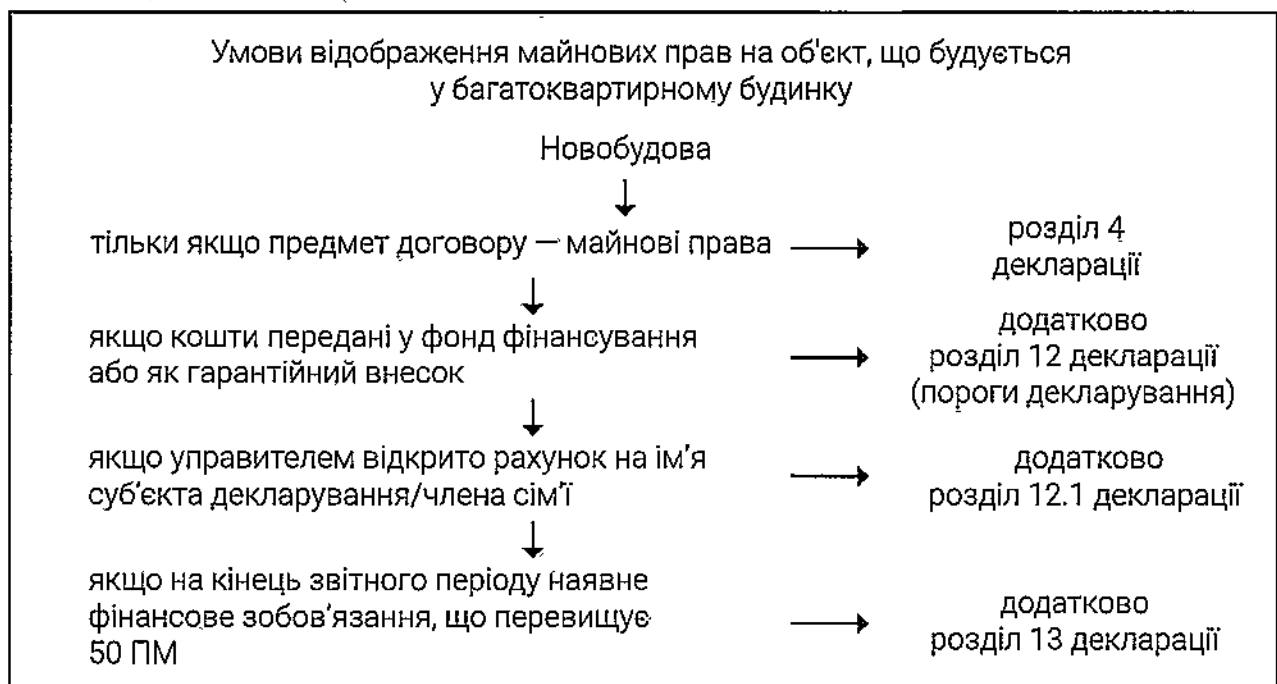 Умови відображення майнових прав на об'єкт, що будується
у багатоквартирному будинку
Новобудова
тільки якщо предмет договору — майнові права
розділ 4
декларації
якщо кошти передані у фонд фінансування
або як гарантійний внесок
додатково
розділ 12 декларації
(пороги декларування)
якщо управителем відкрито рахунок на ім'я
суб'єкта декларування/члена сім'ї
додатково
розділ 12.1 декларації
якщо на кінець звітного періоду наявне
фінансове зобов'язання, що перевищує
50 ПМ
додатково
розділ 13 декларації